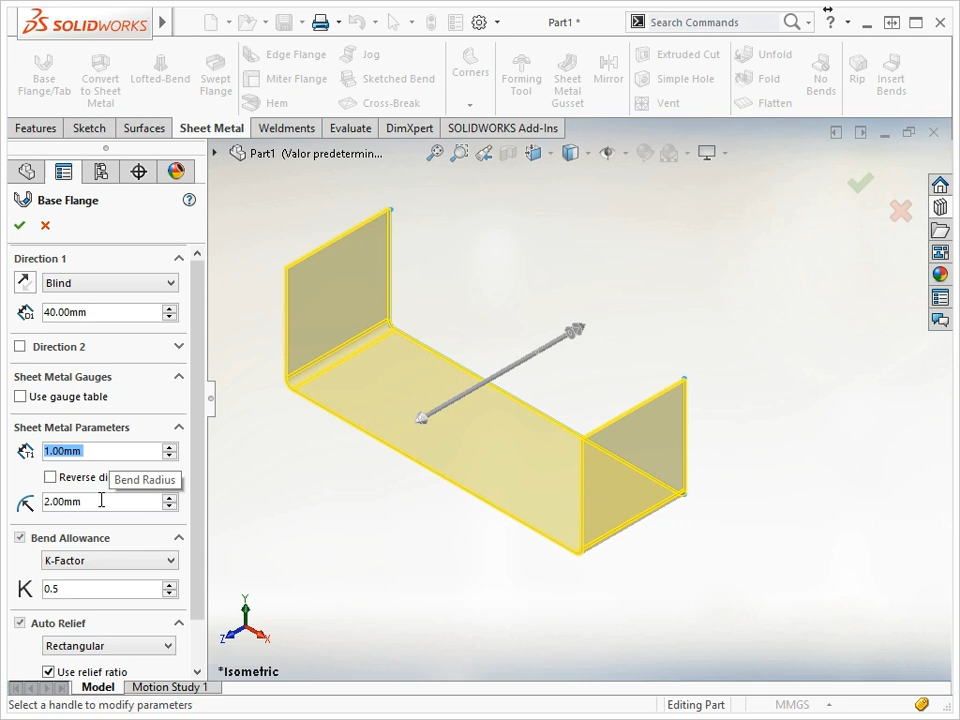 SOLIDWORKS
Part1 *
Search Commands
?
Base Flange/Tab
Convert to Sheet Metal
Lofted-Bend
Swept Flange
Edge Flange
Miter Flange
Hem
Jog
Sketched Bend
Cross-Break
Corners
Forming Tool
Sheet Metal Gusset
Mirror
Extruded Cut
Simple Hole
Vent
Unfold
Fold
Flatten
No Bends
Rip
Insert Bends
Features
Sketch
Surfaces
Sheet Metal
Weldments
Evaluate
DimXpert
SOLIDWORKS Add-Ins
Part1 (Valor predetermin...
Base Flange
Direction 1
Blind
D1
40.00mm
Direction 2
Sheet Metal Gauges
Use gauge table
Sheet Metal Parameters
T1
1.00mm
Reverse di
Bend Radius
2.00mm
Bend Allowance
K-Factor
K
0.5
Auto Relief
Rectangular
Use relief ratio
Y
Z
X
*Isometric
Model
Motion Study 1
Select a handle to modify parameters
Editing Part
MMGS